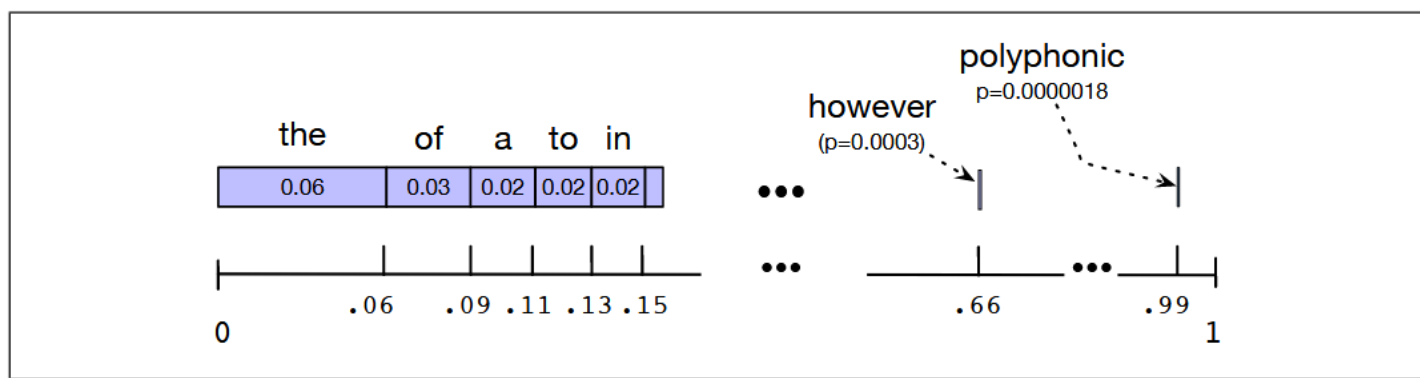 polyphonic
p=0.0000018
however
(p=0.0003)
the of a to in
0.06 0.03 0.02 0.02 0.02
.06 .09 .11 .13 .15 .66 .99
0 1